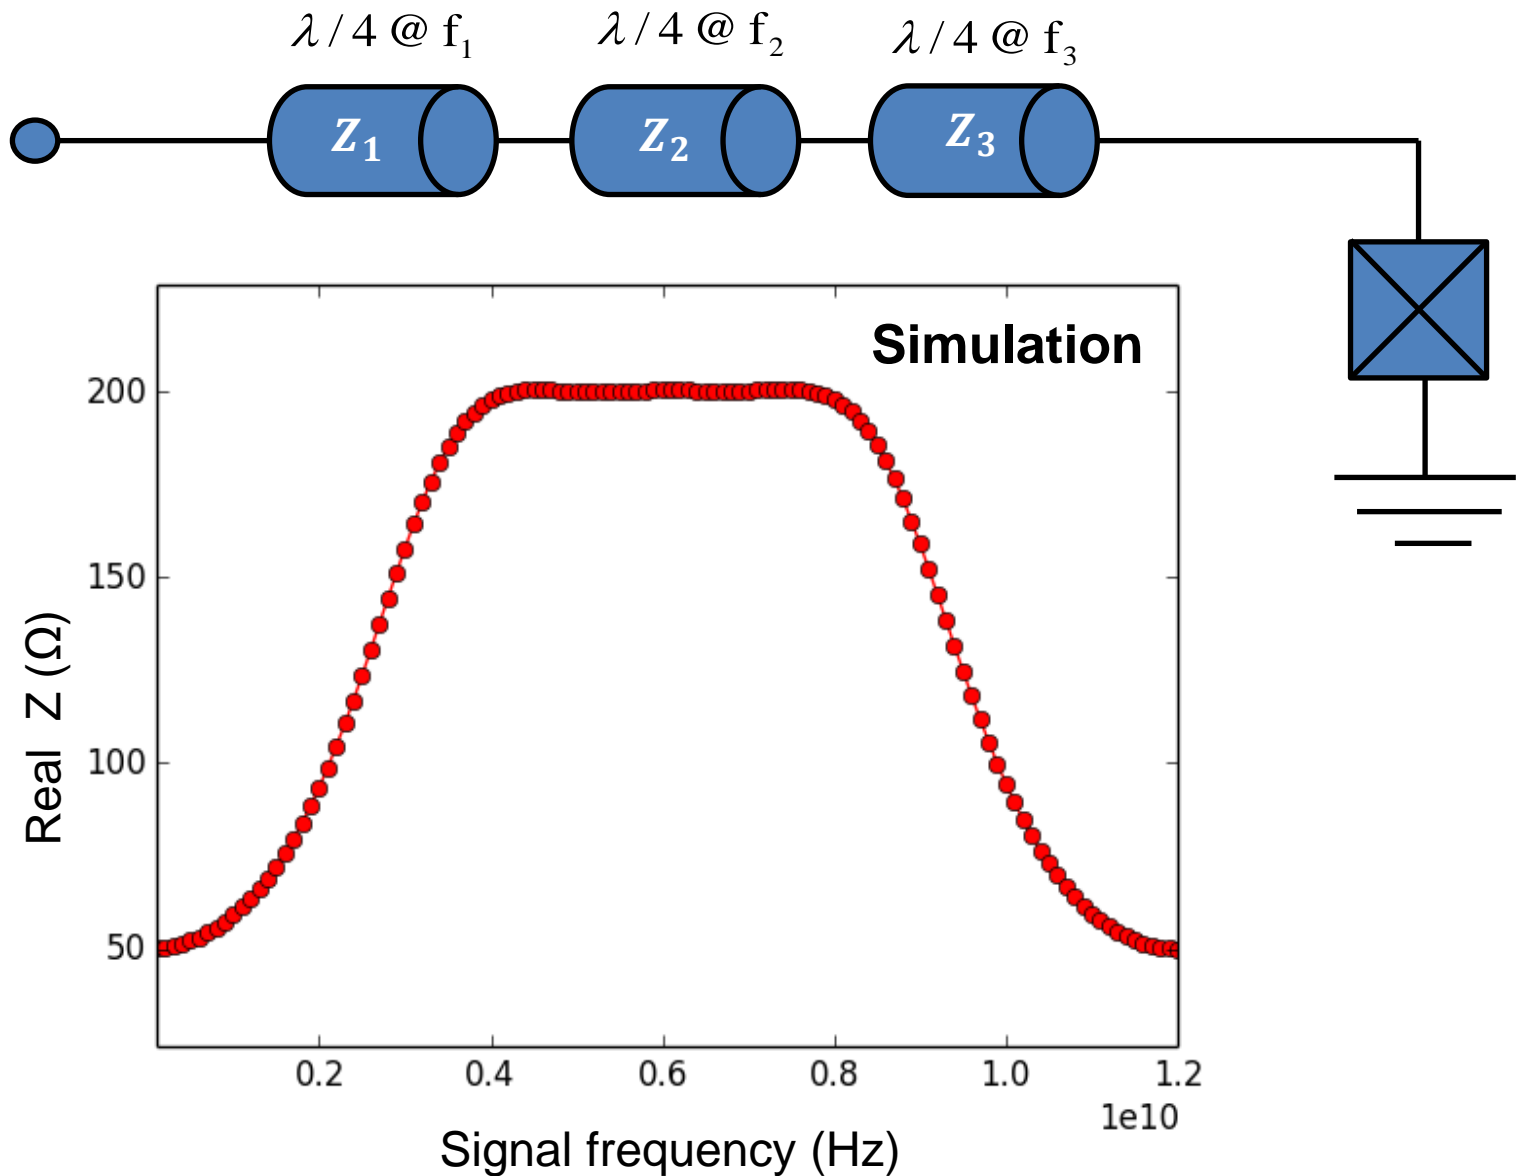 λ / 4 @ f₁
λ / 4 @ f₂
λ / 4 @ f₃
Z₁
Z₂
Z₃
Simulation
200
150
100
50
Real Z (Ω)
0.2
0.4
0.6
0.8
1.0
1.2
1e10
Signal frequency (Hz)